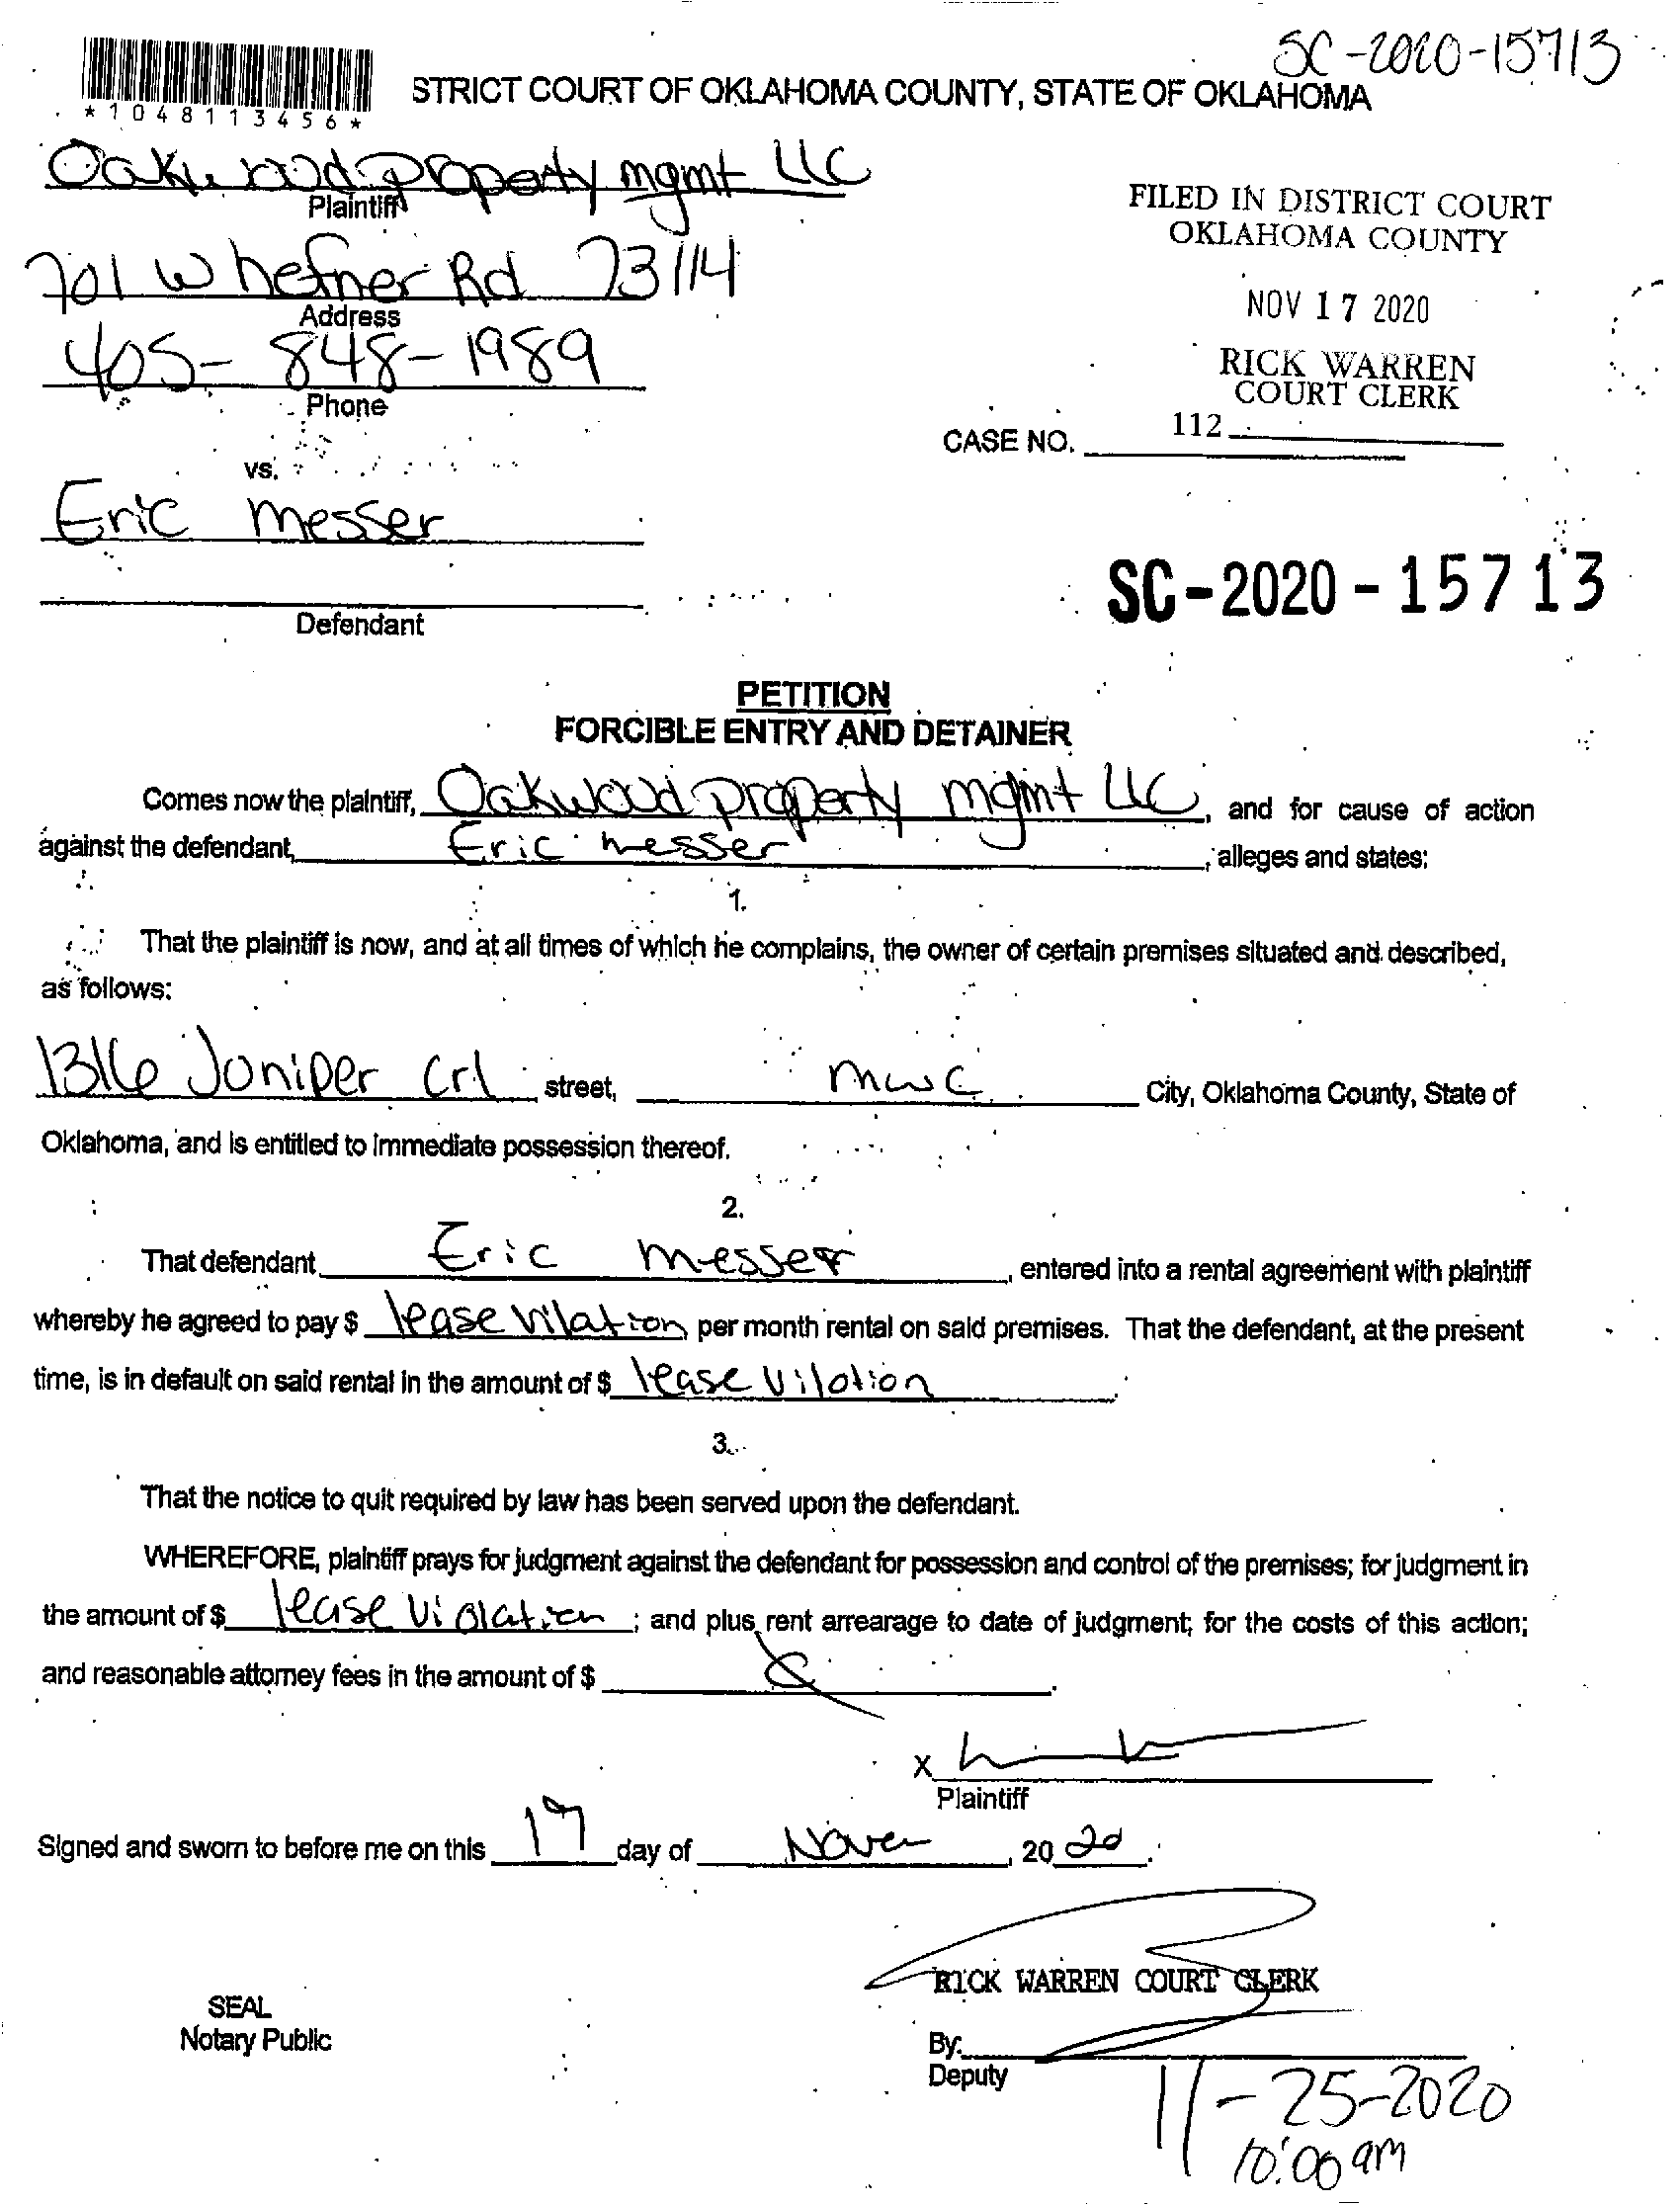 SC-2020-15713
STRICT COURT OF OKLAHOMA COUNTY, STATE OF OKLAHOMA
*1048113456*
Oakwood property mgmt LLC
Plaintiff
FILED IN DISTRICT COURT
OKLAHOMA COUNTY
701 W hefner Rd 73114
Address
NOV 17 2020
405-848-1989
Phone
RICK WARREN
COURT CLERK
112
CASE NO.
vs.
Eric messer
SC-2020-15713
Defendant
PETITION
FORCIBLE ENTRY AND DETAINER
Comes now the plaintiff, Oakwood property mgmt LLC, and for cause of action
against the defendant, Eric messer, alleges and states:
1.
That the plaintiff is now, and at all times of which he complains, the owner of certain premises situated and described,
as follows:
1316 Juniper Crl street, mwc City, Oklahoma County, State of
Oklahoma, and is entitled to immediate possession thereof.
2.
That defendant Eric messer, entered into a rental agreement with plaintiff
whereby he agreed to pay $ lease vilation per month rental on said premises. That the defendant, at the present
time, is in default on said rental in the amount of $ lease vilation.
3.
That the notice to quit required by law has been served upon the defendant.
WHEREFORE, plaintiff prays for judgment against the defendant for possession and control of the premises; for judgment in
the amount of $ lease violation; and plus rent arrearage to date of judgment; for the costs of this action;
and reasonable attorney fees in the amount of $
X
Plaintiff
Signed and sworn to before me on this 17 day of Nover, 2020.
RICK WARREN COURT CLERK
SEAL
Notary Public
By:
Deputy
11-25-2020
10:00 am